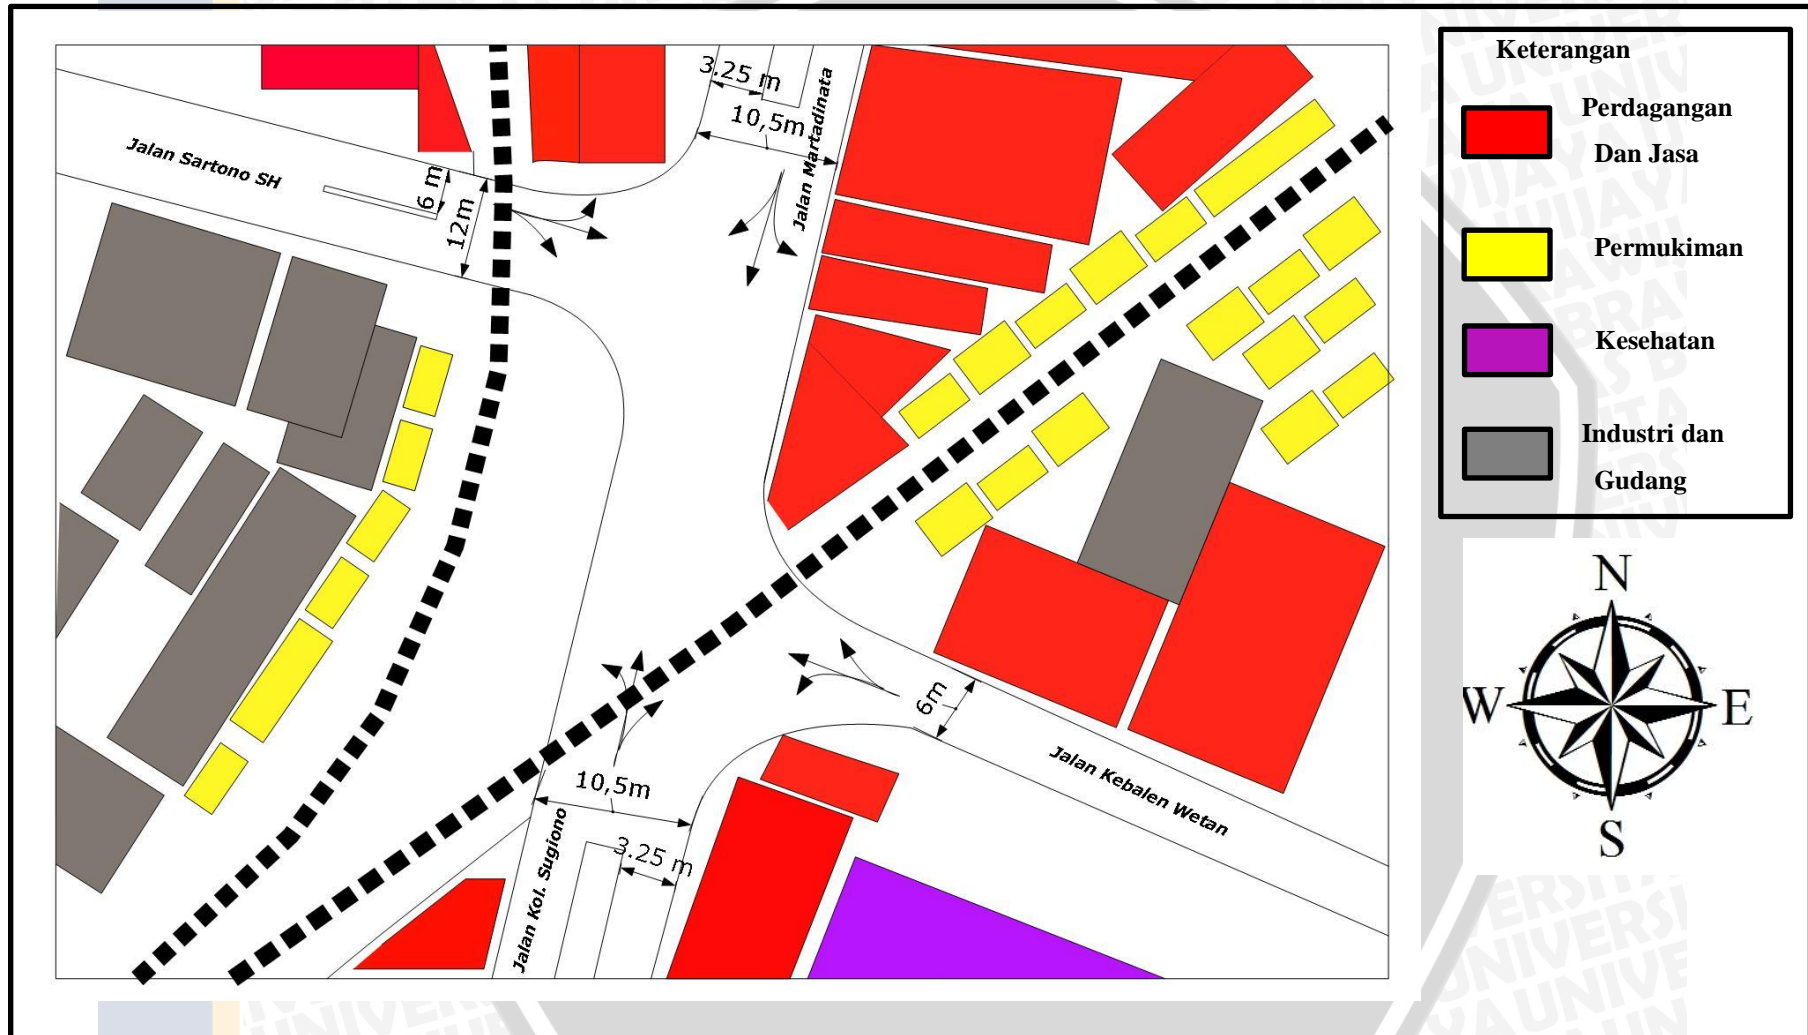 3.25 m
10,5m
Jalan Martadinata
Jalan Sartono SH
6 m
12m
6m
Jalan Kebalen Wetan
10,5m
3.25 m
Jalan Kol. Sugiono
Keterangan
Perdagangan
Dan Jasa
Permukiman
Kesehatan
Industri dan
Gudang
N
W
E
S